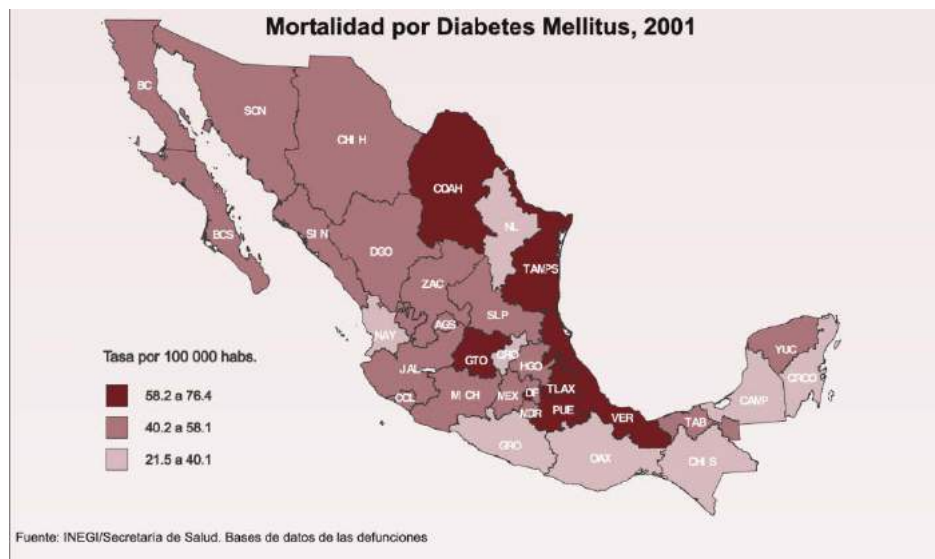 Mortalidad por Diabetes Mellitus, 2001
BC
SON
CHIH
COAH
NL
BCS
SIN
DGO
TAMPS
ZAC
SLP
NAY
AGS
GTO
QRO
HGO
YUC
Tasa por 100 000 habs.
JAL
QROO
58.2 a 76.4
COL
MICH
MEX
DF
TLAX
CAMP
MOR
PUE
VER
TAB
40.2 a 58.1
GRO
OAX
CHIS
21.5 a 40.1
Fuente: INEGI/Secretaria de Salud. Bases de datos de las defunciones